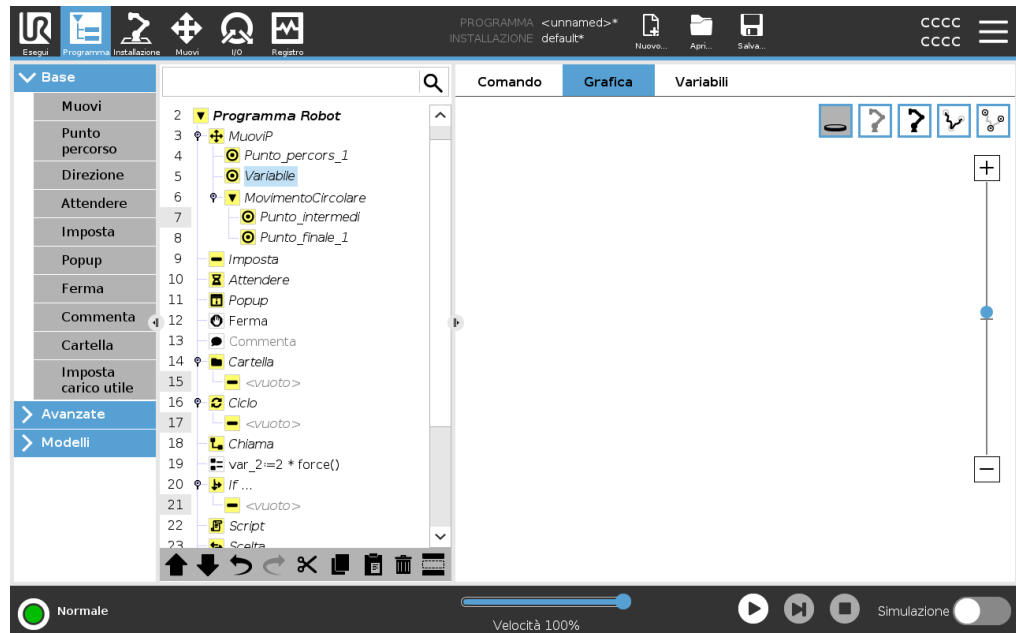 PROGRAMMA <unnamed>*
INSTALLAZIONE default*
Esegui
Programma
Installazione
Muovi
I/O
Registro
Nuovo...
Apri...
Salva...
cccc
cccc
Base
Muovi
Punto
percorso
Direzione
Attendere
Imposta
Popup
Ferma
Commenta
Cartella
Imposta
carico utile
Avanzate
Modelli
2 Programma Robot
3 MuoviP
4 Punto_percors_1
5 Variabile
6 MovimentoCircolare
7 Punto_intermedi
8 Punto_finale_1
9 Imposta
10 Attendere
11 Popup
12 Ferma
13 Commenta
14 Cartella
15 <vuoto>
16 Ciclo
17 <vuoto>
18 Chiama
19 var_2:=2 * force()
20 If ...
21 <vuoto>
22 Script
23 Scelta
Comando
Grafica
Variabili
Normale
Velocità 100%
Simulazione